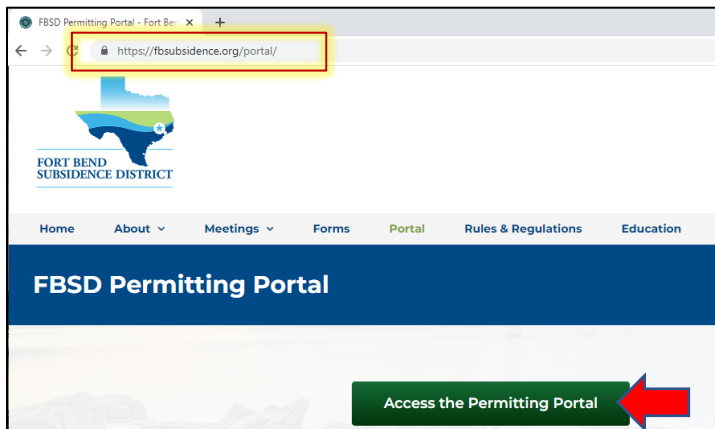 FBSD Permitting Portal - Fort Ben
https://fbsubsidence.org/portal/
FORT BEND
SUBSIDENCE DISTRICT
Home About Meetings Forms Portal Rules & Regulations Education
FBSD Permitting Portal
Access the Permitting Portal